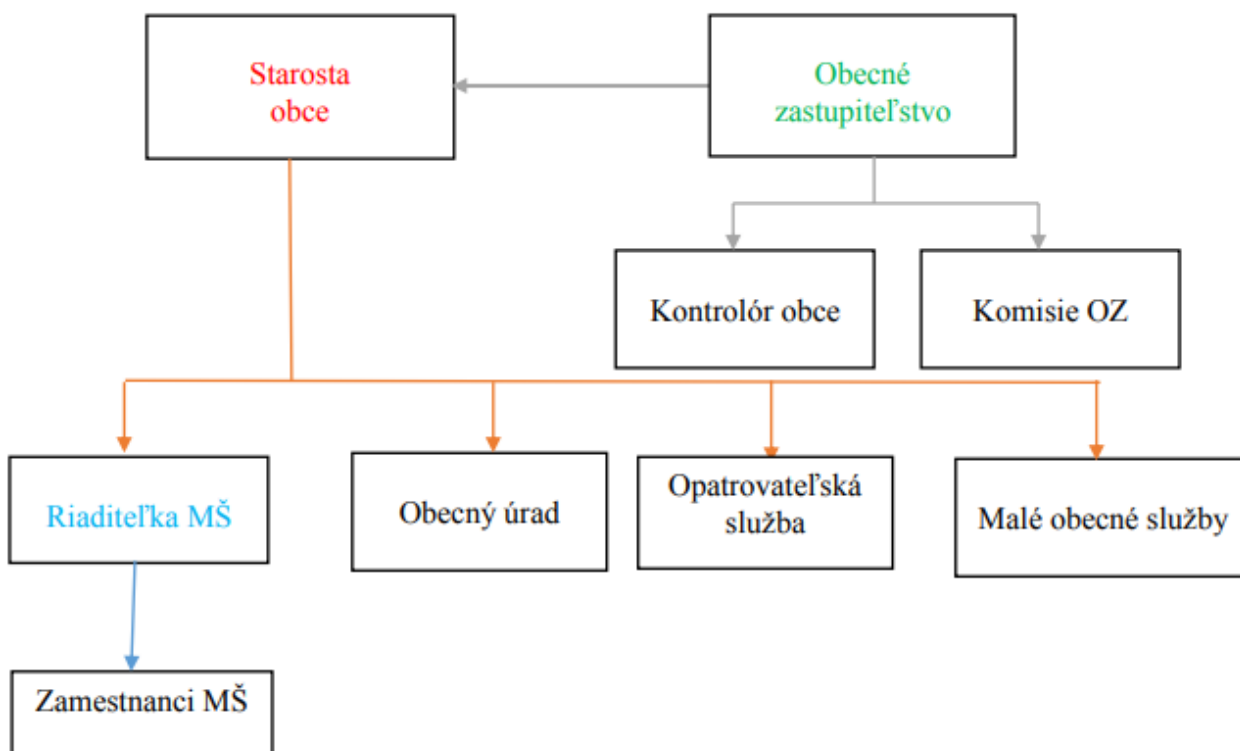 Starosta
obce
Obecné
zastupiteľstvo
Kontrolór obce
Komisie OZ
Riaditeľka MŠ
Obecný úrad
Opatrovateľská
služba
Malé obecné služby
Zamestnanci MŠ